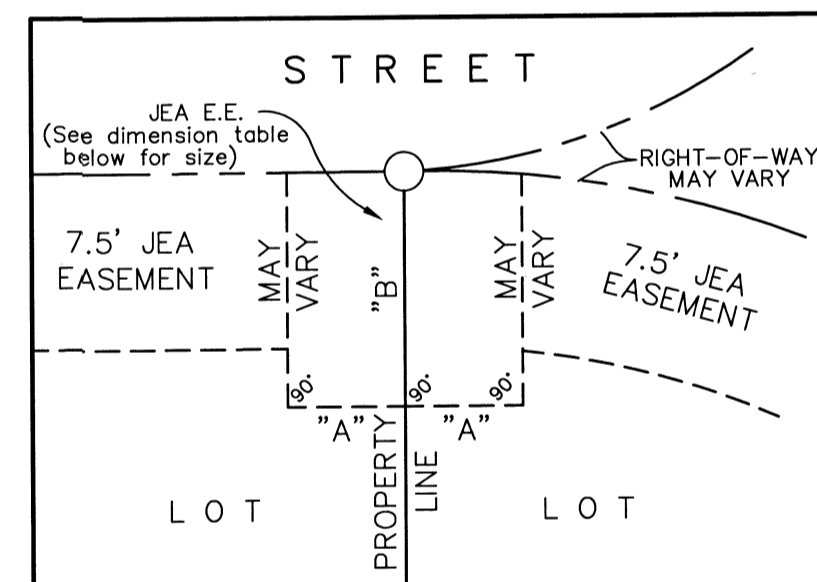 STREET
JEA E.E.
(See dimension table
below for size)
RIGHT-OF-WAY
MAY VARY
7.5' JEA
EASEMENT
MAY
VARY
"B"
MAY
VARY
7.5' JEA
EASEMENT
90°
90°
90°
"A"
"A"
PROPERTY
LINE
LOT
LOT